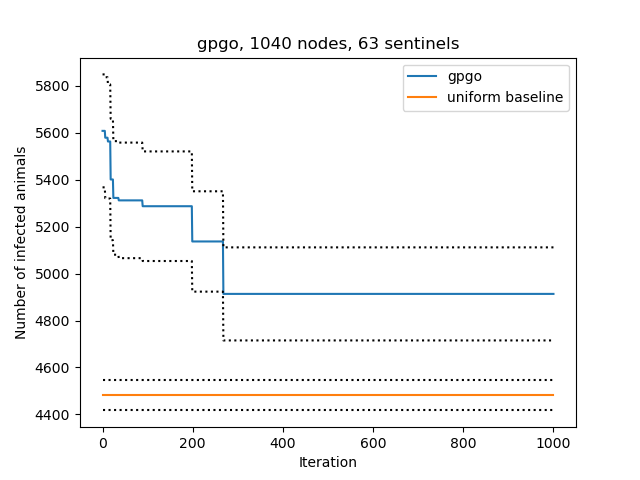 gpgo, 1040 nodes, 63 sentinels
gpgo
uniform baseline
Number of infected animals
5800
5600
5400
5200
5000
4800
4600
4400
0 200 400 600 800 1000
Iteration